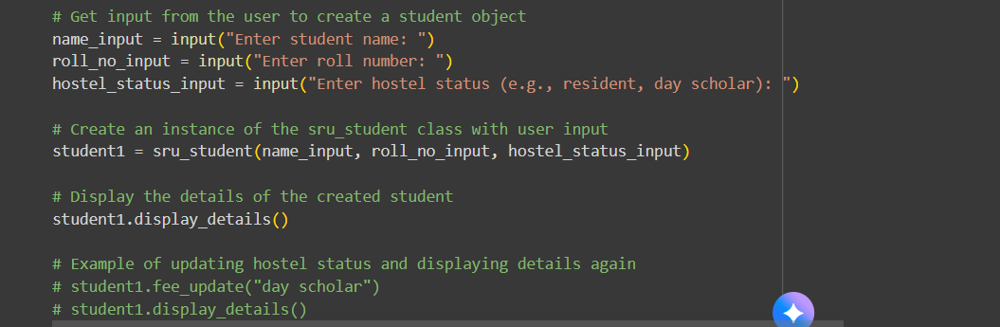 # Get input from the user to create a student object
name_input = input("Enter student name: ")
roll_no_input = input("Enter roll number: ")
hostel_status_input = input("Enter hostel status (e.g., resident, day scholar): ")
# Create an instance of the sru_student class with user input
student1 = sru_student(name_input, roll_no_input, hostel_status_input)
# Display the details of the created student
student1.display_details()
# Example of updating hostel status and displaying details again
# student1.fee_update("day scholar")
# student1.display_details()